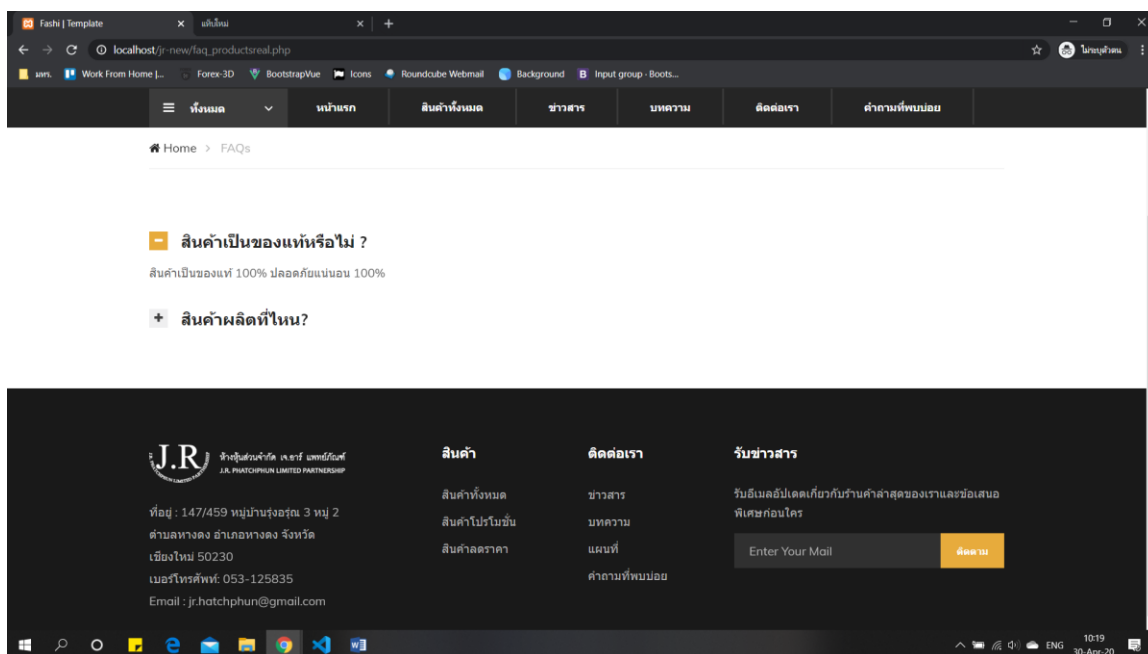 Fashi | Template
แท็บใหม่
localhost/jr-new/faq_productsreal.php
ไม่ระบุตัวตน
มทร.
Work From Home |...
Forex-3D
BootstrapVue
Icons
Roundcube Webmail
Background
Input group · Boots...
ทั้งหมด
หน้าแรก
สินค้าทั้งหมด
ข่าวสาร
บทความ
ติดต่อเรา
คำถามที่พบบ่อย
Home > FAQs
สินค้าเป็นของแท้หรือไม่ ?
สินค้าเป็นของแท้ 100% ปลอดภัยแน่นอน 100%
สินค้าผลิตที่ไหน?
J.R
ห้างหุ้นส่วนจำกัด เจ.อาร์ แพทย์ภัณฑ์
J.R. PHATCHPHUN LIMITED PARTNERSHIP
ที่อยู่ : 147/459 หมู่บ้านรุ่งอรุณ 3 หมู่ 2
ตำบลหางดง อำเภอหางดง จังหวัด
เชียงใหม่ 50230
เบอร์โทรศัพท์: 053-125835
Email : jr.hatchphun@gmail.com
สินค้า
สินค้าทั้งหมด
สินค้าโปรโมชั่น
สินค้าลดราคา
ติดต่อเรา
ข่าวสาร
บทความ
แผนที่
คำถามที่พบบ่อย
รับข่าวสาร
รับอีเมลอัปเดตเกี่ยวกับร้านค้าล่าสุดของเราและข้อเสนอ
พิเศษก่อนใคร
Enter Your Mail
ติดตาม
ENG
10:19
30-Apr-20